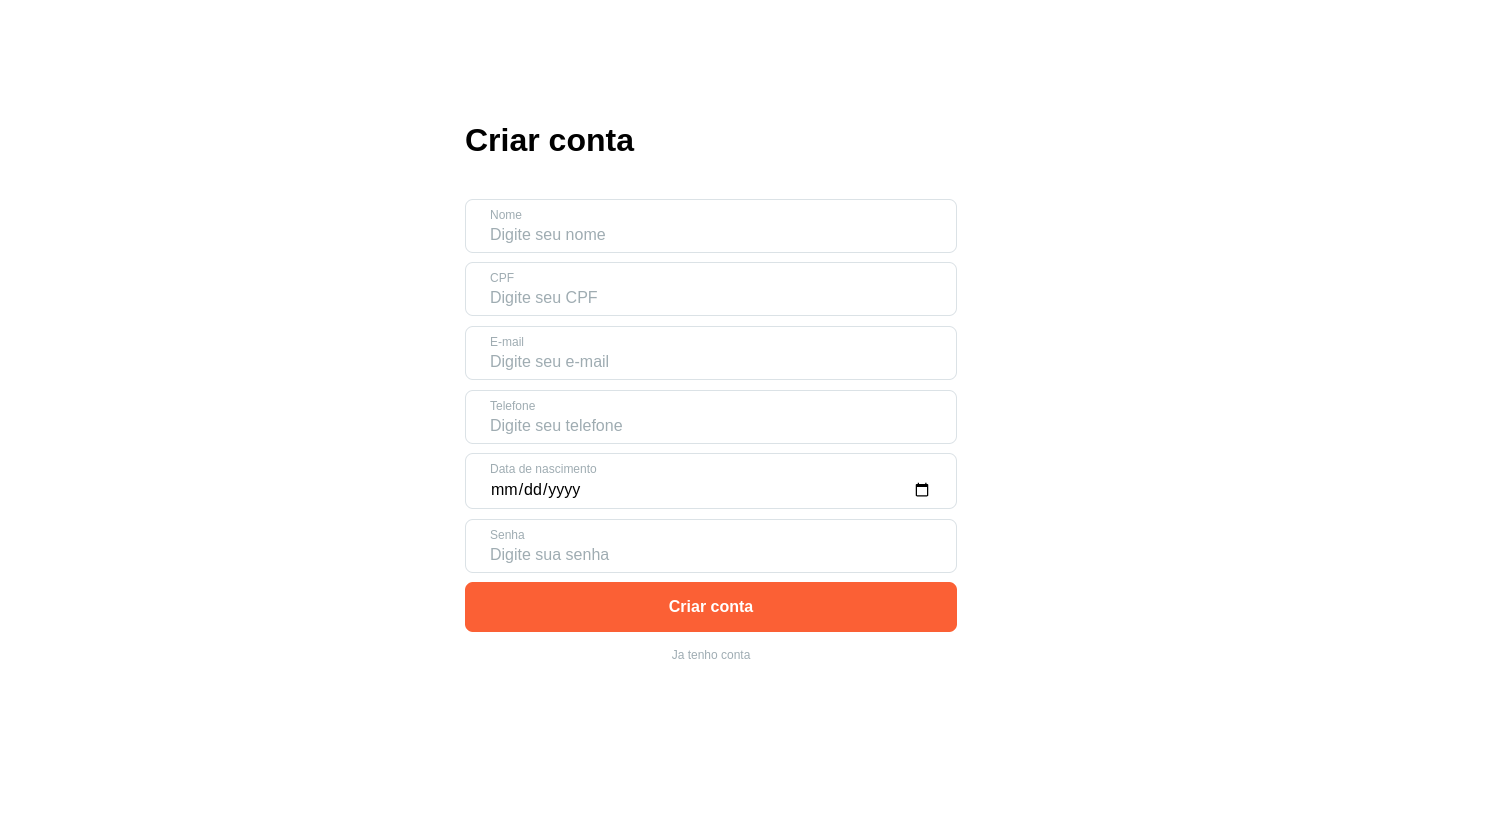 Criar conta
Nome
Digite seu nome
CPF
Digite seu CPF
E-mail
Digite seu e-mail
Telefone
Digite seu telefone
Data de nascimento
mm/dd/yyyy
Senha
Digite sua senha
Criar conta
Ja tenho conta